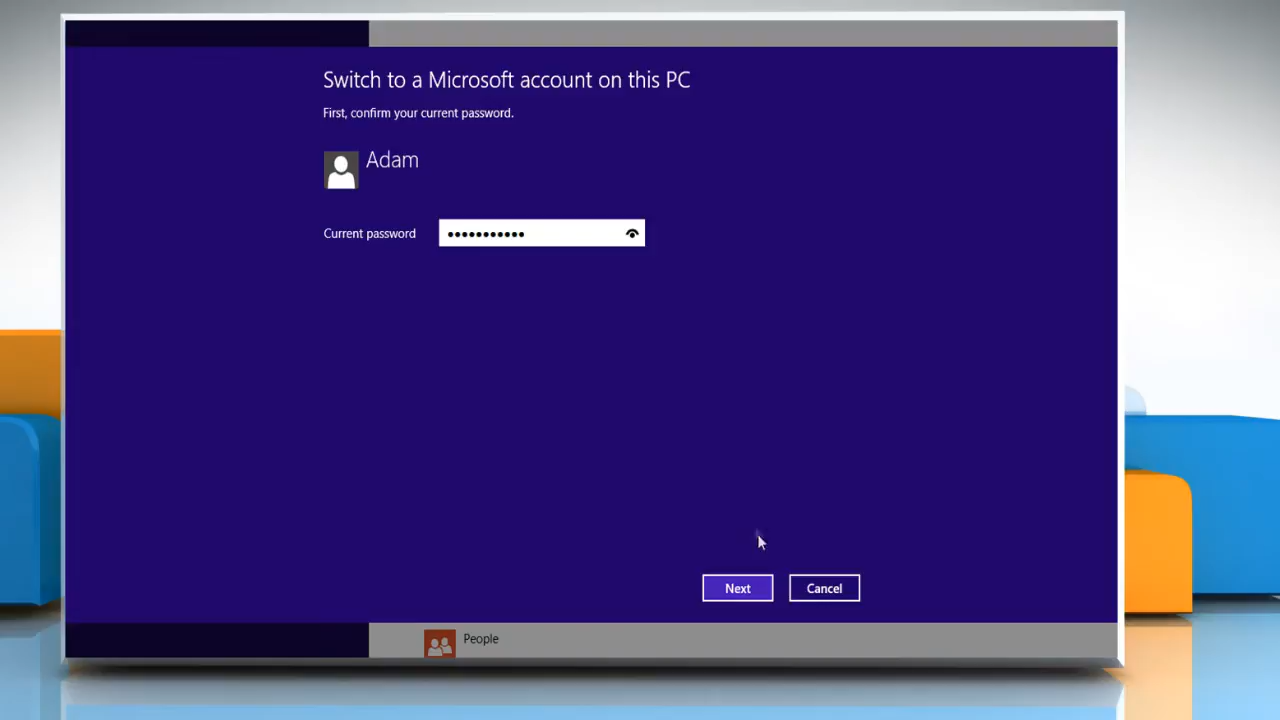 Switch to a Microsoft account on this PC
First, confirm your current password.
Adam
Current password •••••••••••
Next Cancel
People